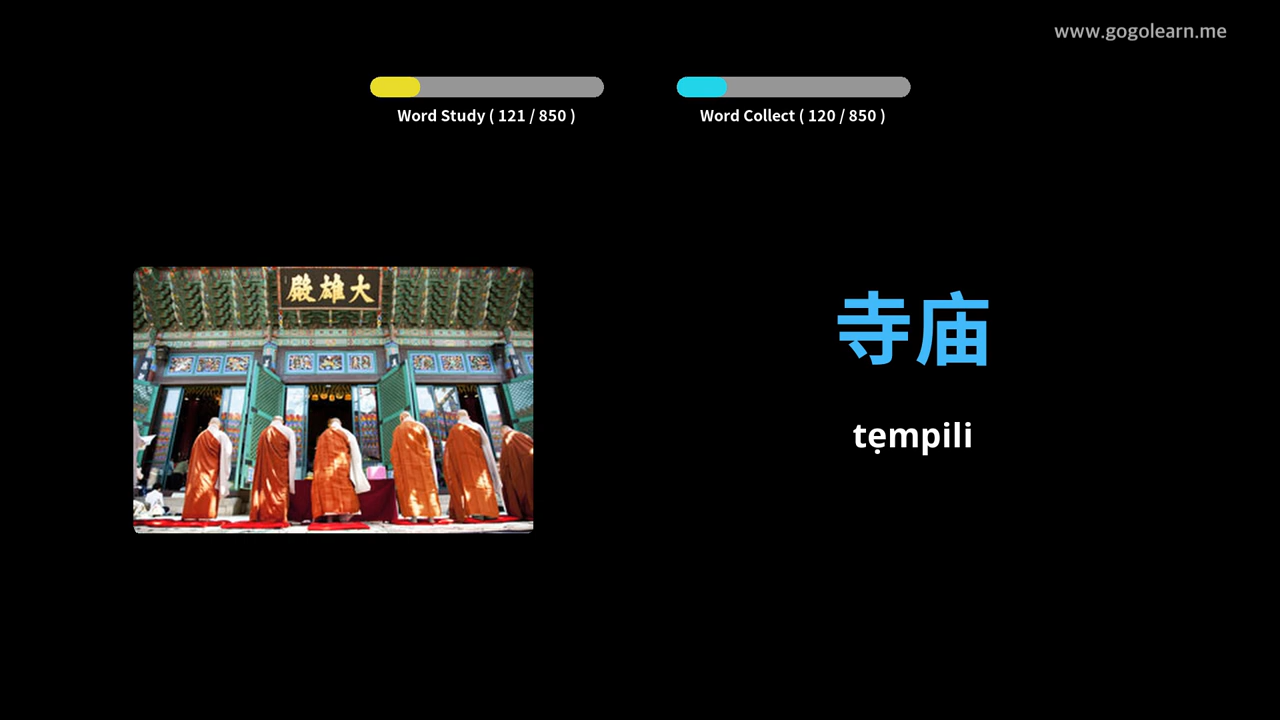 www.gogolearn.me
Word Study ( 121 / 850 )
Word Collect ( 120 / 850 )
殿雄大
寺庙
tẹmpili